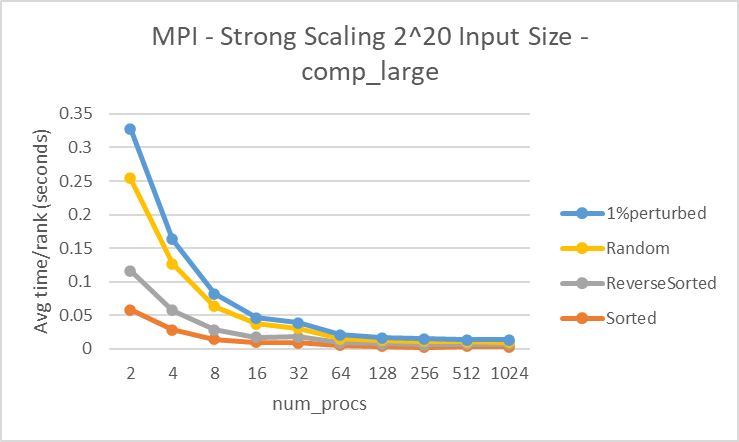 MPI - Strong Scaling 2^20 Input Size -
comp_large
Avg time/rank (seconds)
0.35
0.3
0.25
0.2
0.15
0.1
0.05
0
2 4 8 16 32 64 128 256 512 1024
num_procs
1%perturbed
Random
ReverseSorted
Sorted